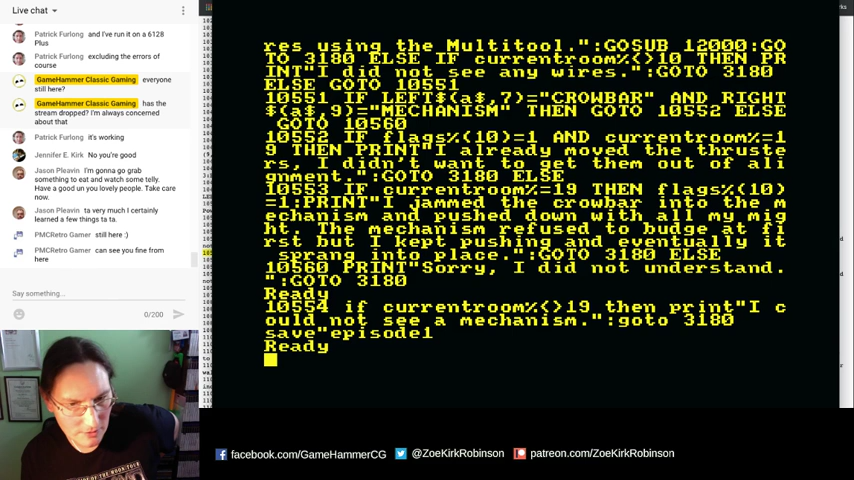 Live chat
Patrick Furlong and I've run it on a 6128
Plus
Patrick Furlong excluding the errors of
course
GameHammer Classic Gaming everyone
still here?
GameHammer Classic Gaming has the
stream dropped? I'm always concerned
about that
Patrick Furlong it's working
Jennifer E. Kirk No you're good
Jason Pleavin I'm gonna go grab
something to eat and watch some telly.
Have a good un you lovely people. Take care
now.
Jason Pleavin ta very much I certainly
learned a few things ta ta.
PMCRetro Gamer still here :)
PMCRetro Gamer can see you fine from
here
Say something...
0/200
res using the Multitool.":GOSUB 12000:GO
TO 3180 ELSE IF currentroom%<>10 THEN PR
INT"I did not see any wires.":GOTO 3180
ELSE GOTO 10551
10551 IF LEFT$(a$,7)="CROWBAR" AND RIGHT
$(a$,9)="MECHANISM" THEN GOTO 10552 ELSE
GOTO 10560
10552 IF flags%(10)=1 AND currentroom%=1
9 THEN PRINT"I already moved the thruste
rs, I didn't want to get them out of ali
gnment.":GOTO 3180 ELSE
10553 IF currentroom%=19 THEN flags%(10)
=1:PRINT"I jammed the crowbar into the m
echanism and pushed down with all my mig
ht. The mechanism refused to budge at fi
rst but I kept pushing and eventually it
sprang into place.":GOTO 3180 ELSE
10560 PRINT"Sorry, I did not understand.
":GOTO 3180
Ready
10554 if currentroom%<>19 then print"I c
ould not see a mechanism.":goto 3180
save"episode1
Ready
facebook.com/GameHammerCG @ZoeKirkRobinson patreon.com/ZoeKirkRobinson